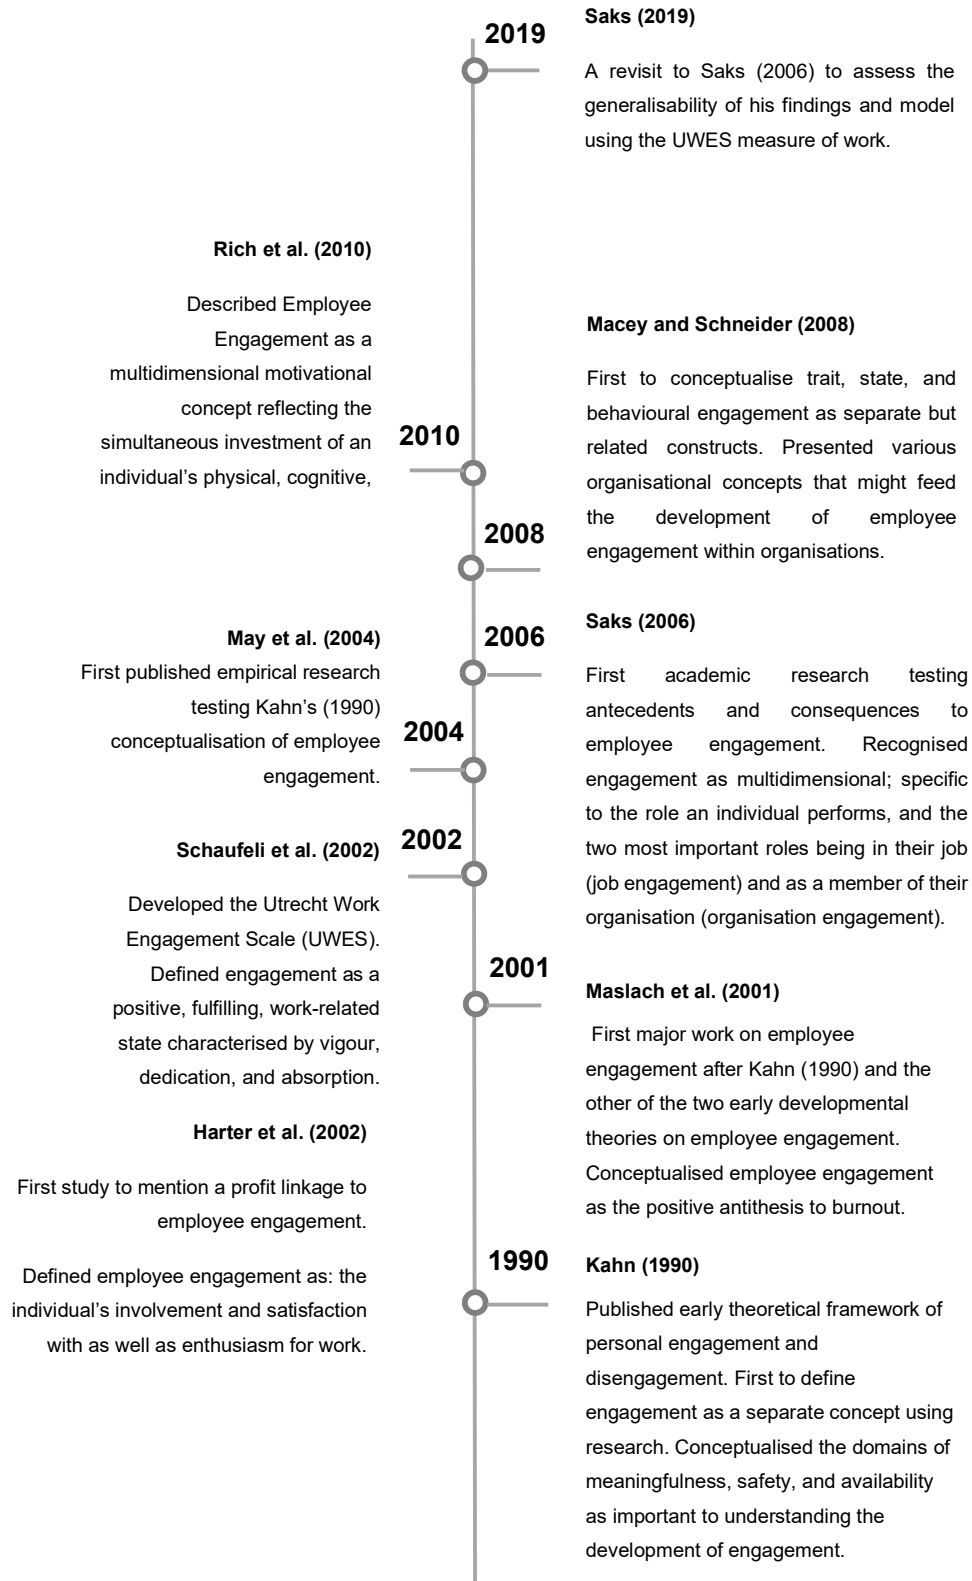 2019
Saks (2019)
A revisit to Saks (2006) to assess the
generalisability of his findings and model
using the UWES measure of work.
Rich et al. (2010)
Described Employee
Engagement as a
multidimensional motivational
concept reflecting the
simultaneous investment of an
individual’s physical, cognitive,
2010
Macey and Schneider (2008)
First to conceptualise trait, state, and
behavioural engagement as separate but
related constructs. Presented various
organisational concepts that might feed
the development of employee
engagement within organisations.
2008
May et al. (2004)
First published empirical research
testing Kahn’s (1990)
conceptualisation of employee
engagement.
2004
2006
Saks (2006)
First academic research testing
antecedents and consequences to
employee engagement. Recognised
engagement as multidimensional; specific
to the role an individual performs, and the
two most important roles being in their job
(job engagement) and as a member of their
organisation (organisation engagement).
2002
Schaufeli et al. (2002)
Developed the Utrecht Work
Engagement Scale (UWES).
Defined engagement as a
positive, fulfilling, work-related
state characterised by vigour,
dedication, and absorption.
Harter et al. (2002)
First study to mention a profit linkage to
employee engagement.
Defined employee engagement as: the
individual’s involvement and satisfaction
with as well as enthusiasm for work.
2001
Maslach et al. (2001)
First major work on employee
engagement after Kahn (1990) and the
other of the two early developmental
theories on employee engagement.
Conceptualised employee engagement
as the positive antithesis to burnout.
1990
Kahn (1990)
Published early theoretical framework of
personal engagement and
disengagement. First to define
engagement as a separate concept using
research. Conceptualised the domains of
meaningfulness, safety, and availability
as important to understanding the
development of engagement.